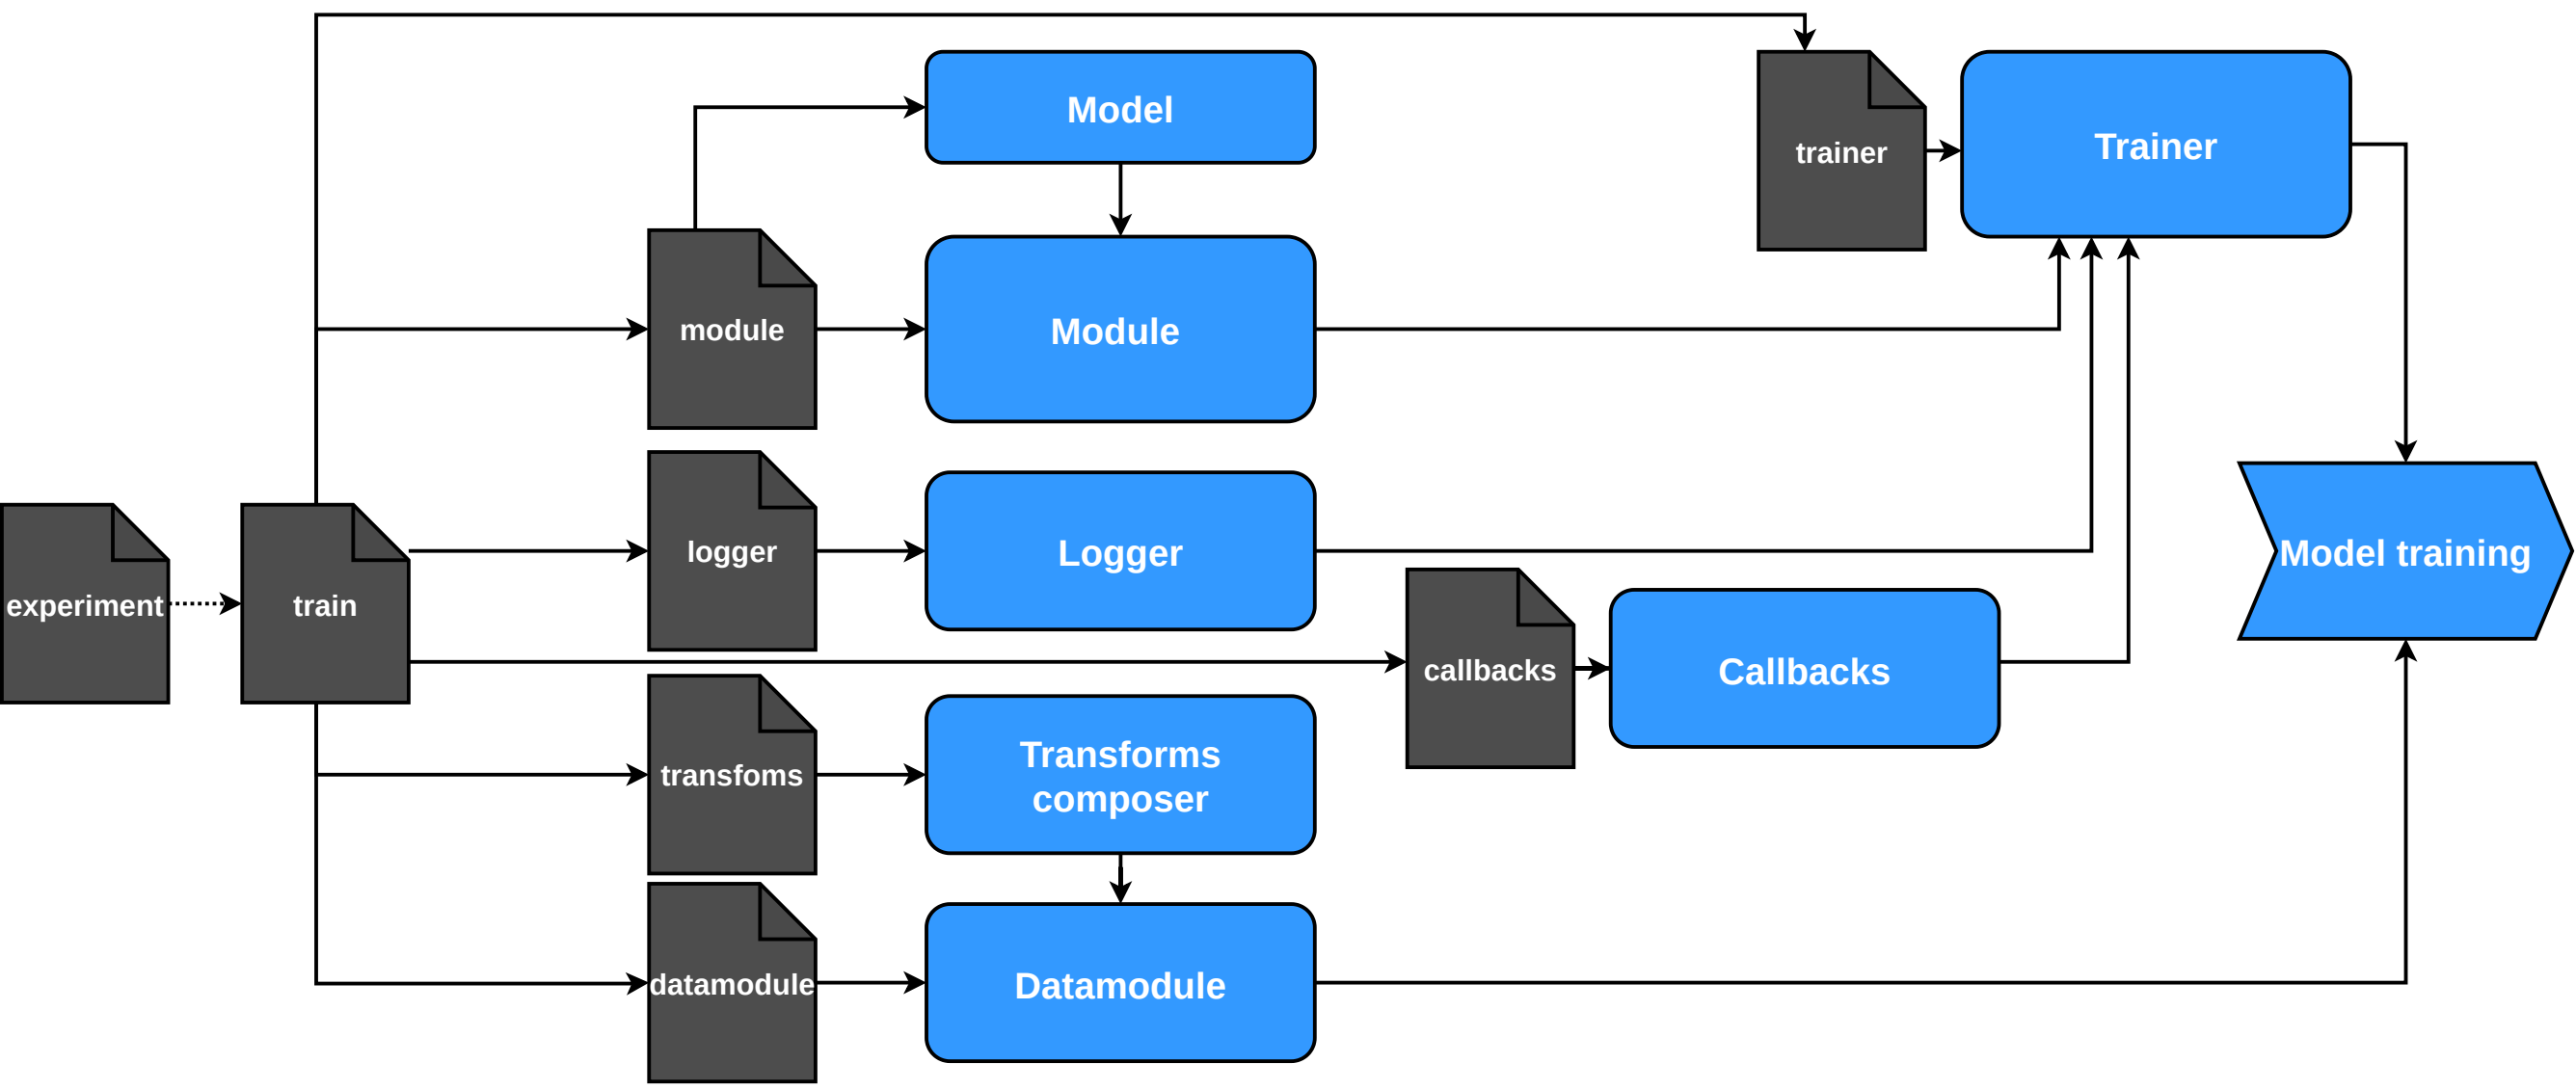 Model
trainer
Trainer
module
Module
logger
Logger
Model training
experiment
train
callbacks
Callbacks
transfoms
Transforms
composer
datamodule
Datamodule